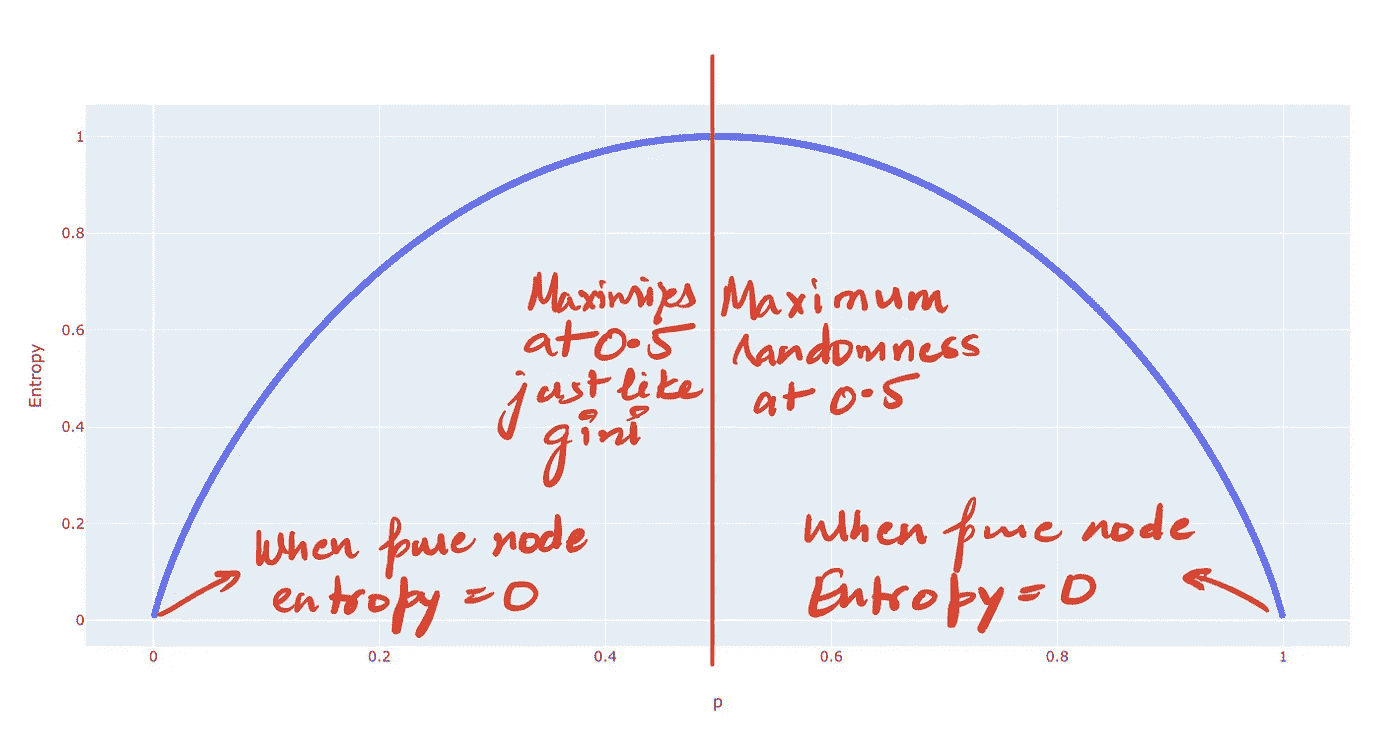 1
0.8
0.6
0.4
0.2
0
Entropy
Maximizes
at 0.5
just like
gini
Maximum
randomness
at 0.5
When pure node
entropy = 0
When pure node
Entropy = 0
0
0.2
0.4
0.6
0.8
1
p